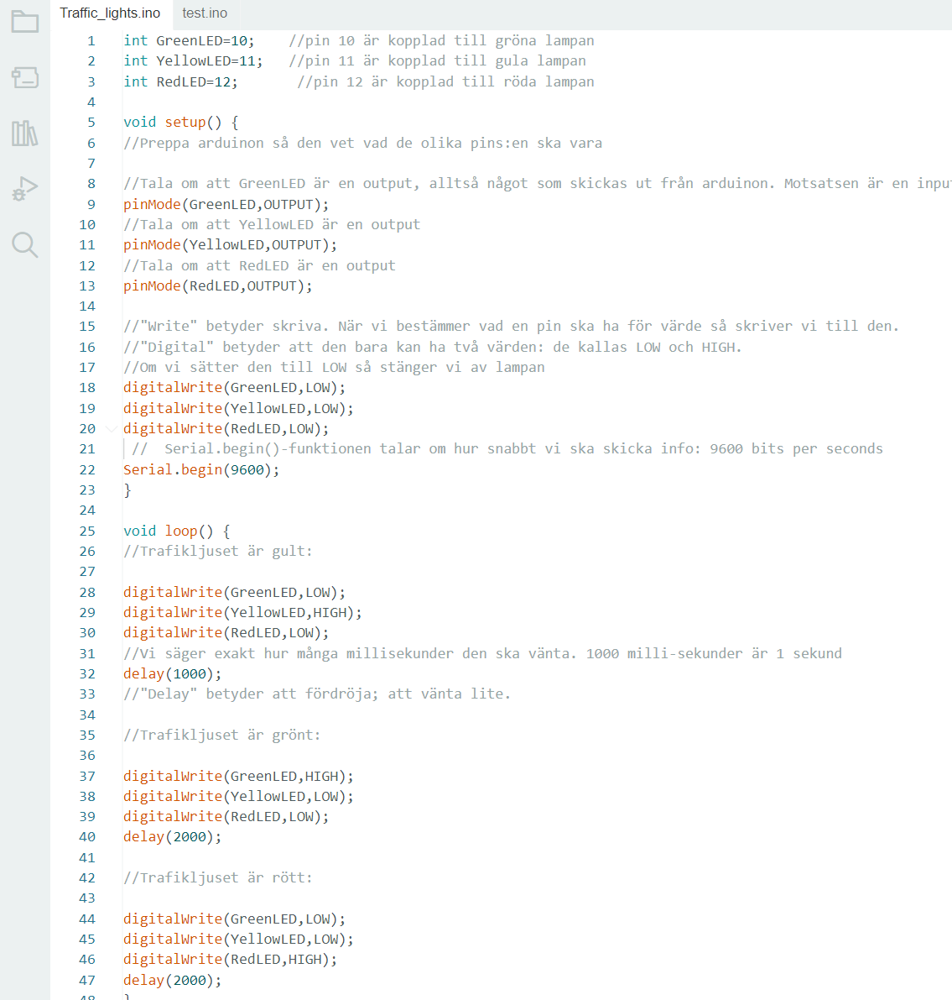 Traffic_lights.ino test.ino
1 int GreenLED=10; //pin 10 är kopplad till gröna lampan
2 int YellowLED=11; //pin 11 är kopplad till gula lampan
3 int RedLED=12; //pin 12 är kopplad till röda lampan
4
5 void setup() {
6 //Preppa arduinon så den vet vad de olika pins:en ska vara
7
8 //Tala om att GreenLED är en output, alltså något som skickas ut från arduinon. Motsatsen är en input
9 pinMode(GreenLED,OUTPUT);
10 //Tala om att YellowLED är en output
11 pinMode(YellowLED,OUTPUT);
12 //Tala om att RedLED är en output
13 pinMode(RedLED,OUTPUT);
14
15 //"Write" betyder skriva. När vi bestämmer vad en pin ska ha för värde så skriver vi till den.
16 //"Digital" betyder att den bara kan ha två värden: de kallas LOW och HIGH.
17 //Om vi sätter den till LOW så stänger vi av lampan
18 digitalWrite(GreenLED,LOW);
19 digitalWrite(YellowLED,LOW);
20 digitalWrite(RedLED,LOW);
21 // Serial.begin()-funktionen talar om hur snabbt vi ska skicka info: 9600 bits per seconds
22 Serial.begin(9600);
23 }
24
25 void loop() {
26 //Trafikljuset är gult:
27
28 digitalWrite(GreenLED,LOW);
29 digitalWrite(YellowLED,HIGH);
30 digitalWrite(RedLED,LOW);
31 //Vi säger exakt hur många millisekunder den ska vänta. 1000 milli-sekunder är 1 sekund
32 delay(1000);
33 //"Delay" betyder att fördröja; att vänta lite.
34
35 //Trafikljuset är grönt:
36
37 digitalWrite(GreenLED,HIGH);
38 digitalWrite(YellowLED,LOW);
39 digitalWrite(RedLED,LOW);
40 delay(2000);
41
42 //Trafikljuset är rött:
43
44 digitalWrite(GreenLED,LOW);
45 digitalWrite(YellowLED,LOW);
46 digitalWrite(RedLED,HIGH);
47 delay(2000);
48 }